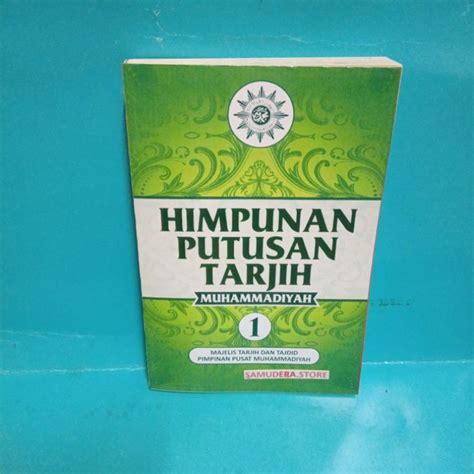 HIMPUNAN
PUTUSAN
TARJIH
MUHAMMADIYAH
1
MAJELIS TARJIH DAN TAJDID
PIMPINAN PUSAT MUHAMMADIYAH
SAMUDERA.STORE